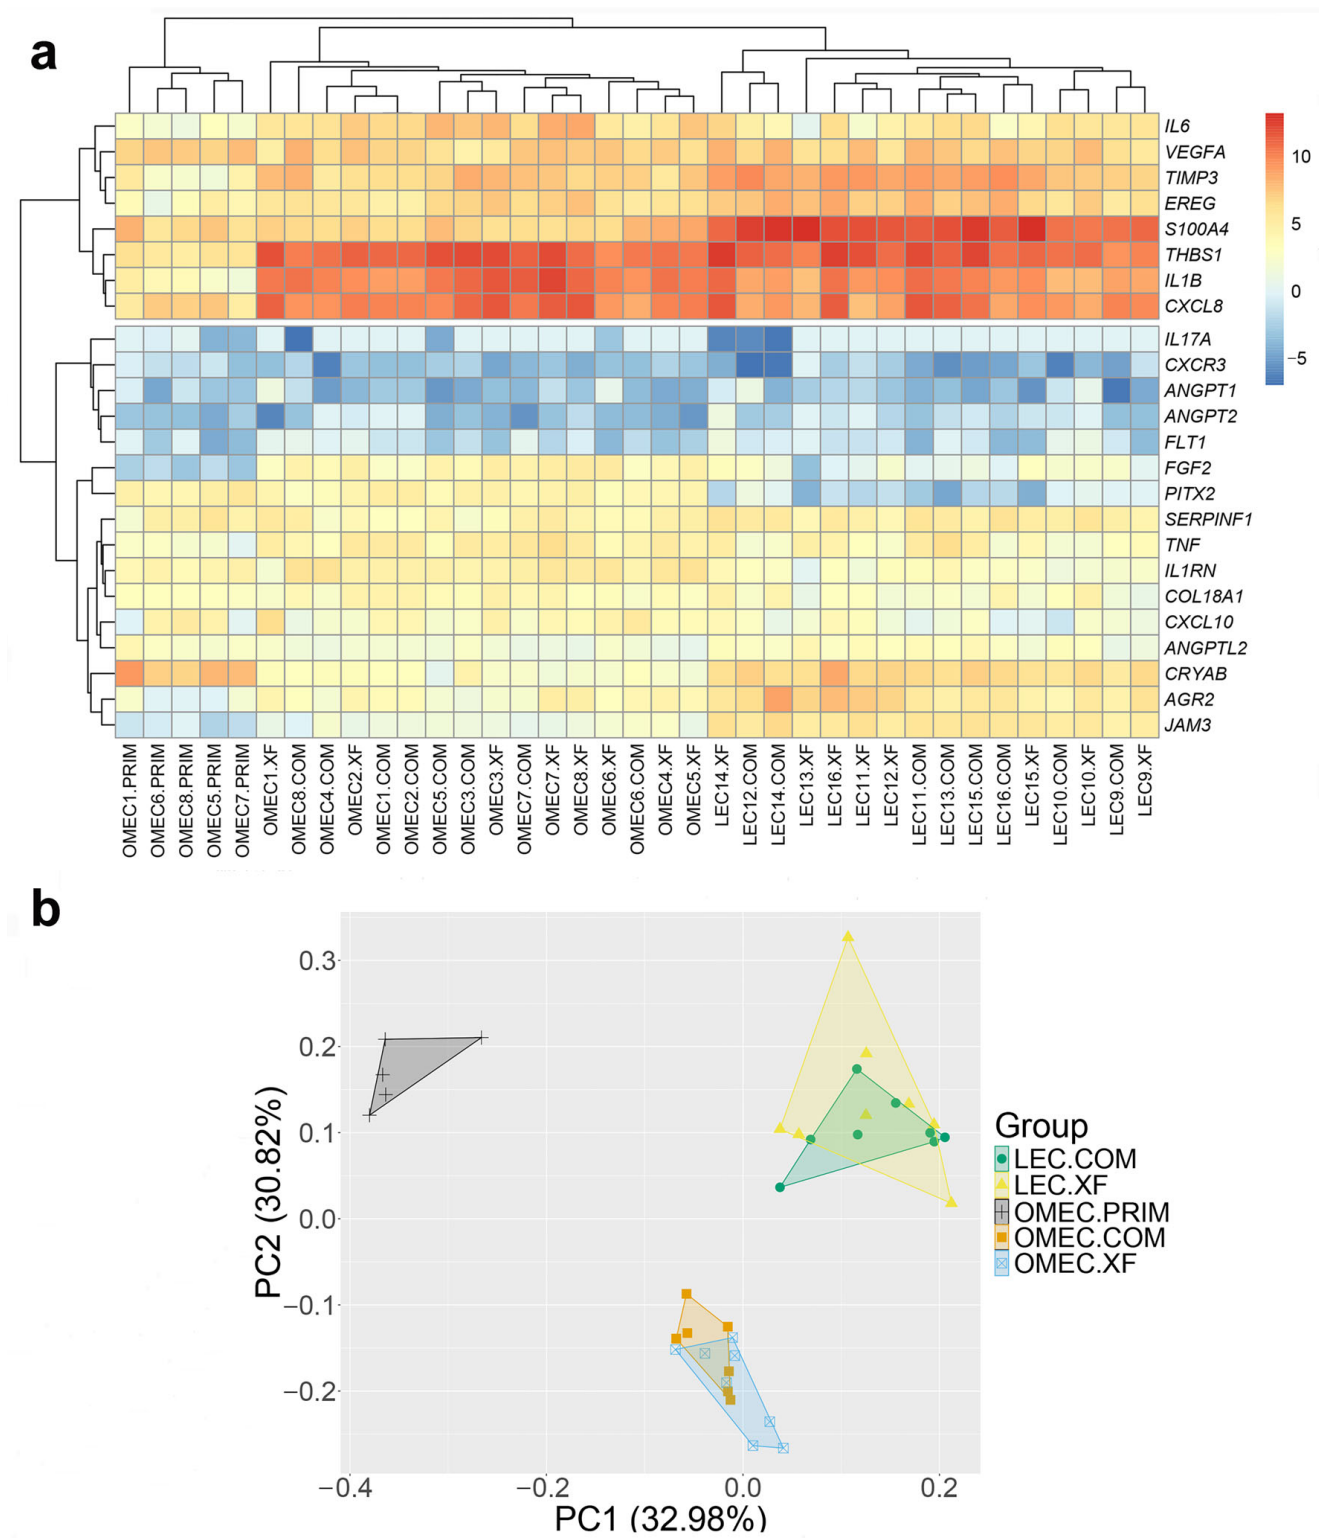 a
IL6
VEGFA
TIMP3
EREG
S100A4
THBS1
IL1B
CXCL8
10
5
0
−5
IL17A
CXCR3
ANGPT1
ANGPT2
FLT1
FGF2
PITX2
SERPINF1
TNF
IL1RN
COL18A1
CXCL10
ANGPTL2
CRYAB
AGR2
JAM3
OMEC1.PRIM
OMEC6.PRIM
OMEC8.PRIM
OMEC5.PRIM
OMEC7.PRIM
OMEC1.XF
OMEC8.COM
OMEC4.COM
OMEC2.XF
OMEC1.COM
OMEC2.COM
OMEC5.COM
OMEC3.COM
OMEC3.XF
OMEC7.COM
OMEC7.XF
OMEC8.XF
OMEC6.XF
OMEC6.COM
OMEC4.XF
OMEC5.XF
LEC14.XF
LEC12.COM
LEC14.COM
LEC13.XF
LEC16.XF
LEC11.XF
LEC12.XF
LEC11.COM
LEC13.COM
LEC15.COM
LEC16.COM
LEC15.XF
LEC10.COM
LEC10.XF
LEC9.COM
LEC9.XF
b
0.3
0.2
0.1
0.0
−0.1
−0.2
PC2 (30.82%)
−0.4
−0.2
0.0
0.2
PC1 (32.98%)
Group
LEC.COM
LEC.XF
OMEC.PRIM
OMEC.COM
OMEC.XF